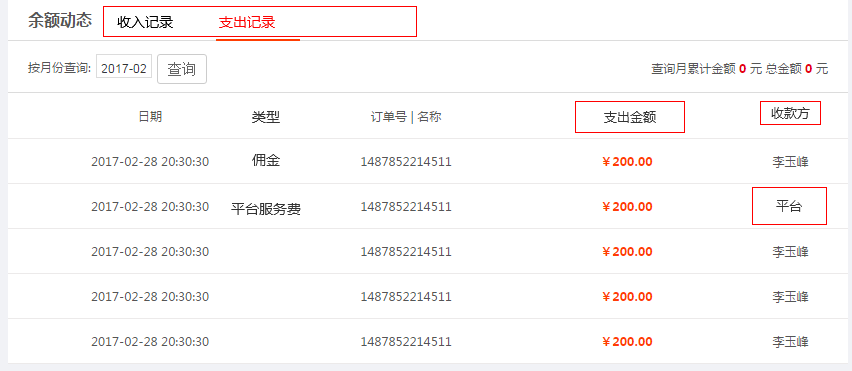 余额动态 收入记录 支出记录
按月份查询: 2017-02 查询 查询月累计金额 0 元 总金额 0 元
日期 类型 订单号 | 名称 支出金额 收款方
2017-02-28 20:30:30 佣金 1487852214511 ￥200.00 李玉峰
2017-02-28 20:30:30 平台服务费 1487852214511 ￥200.00 平台
2017-02-28 20:30:30 1487852214511 ￥200.00 李玉峰
2017-02-28 20:30:30 1487852214511 ￥200.00 李玉峰
2017-02-28 20:30:30 1487852214511 ￥200.00 李玉峰